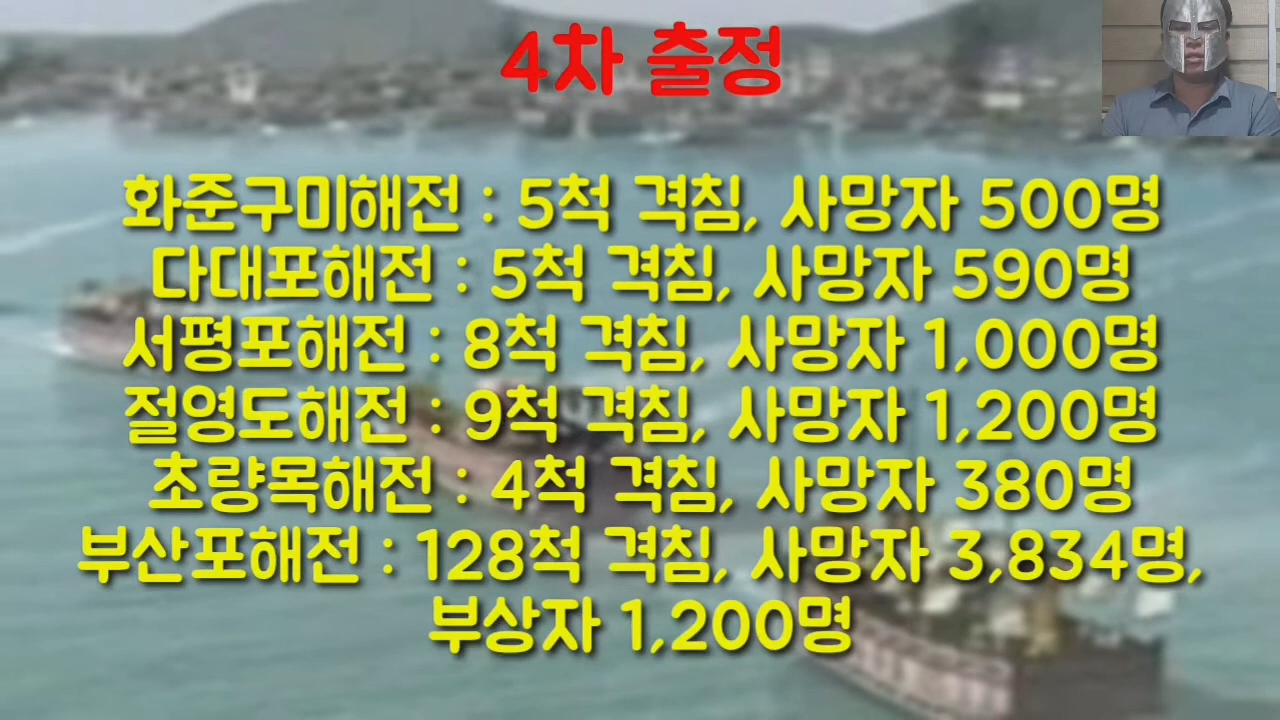 4차 출정
화준구미해전 : 5척 격침, 사망자 500명
다대포해전 : 5척 격침, 사망자 590명
서평포해전 : 8척 격침, 사망자 1,000명
절영도해전 : 9척 격침, 사망자 1,200명
초량목해전 : 4척 격침, 사망자 380명
부산포해전 : 128척 격침, 사망자 3,834명,
부상자 1,200명